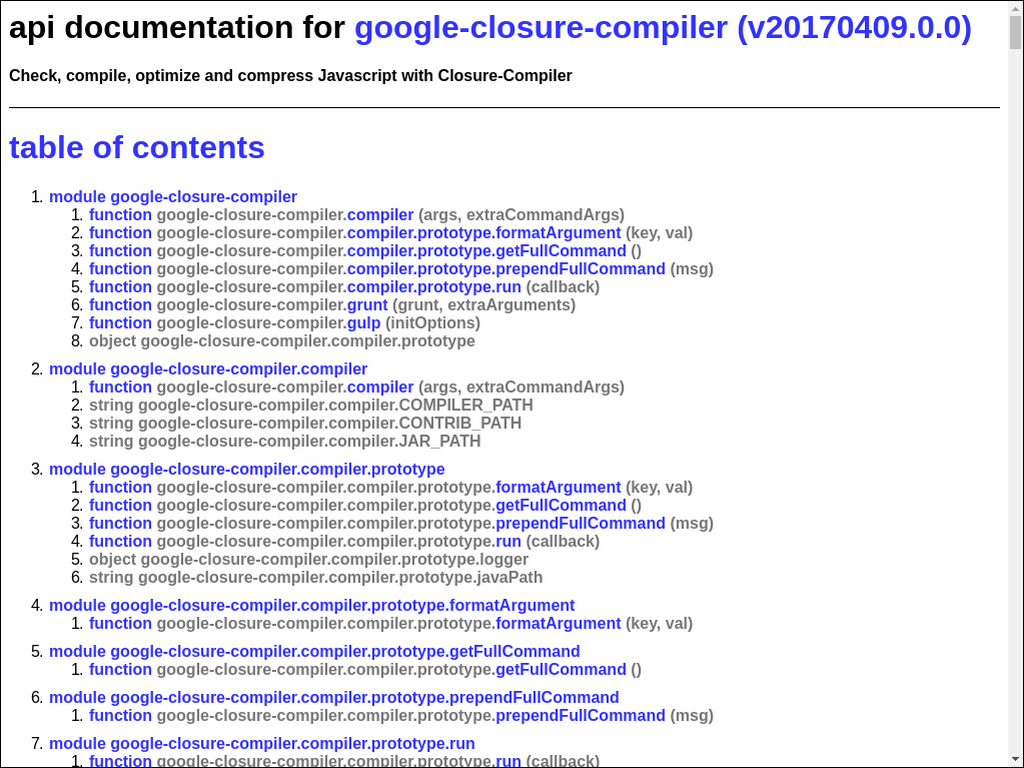 api documentation for google-closure-compiler (v20170409.0.0)
Check, compile, optimize and compress Javascript with Closure-Compiler
table of contents
1. module google-closure-compiler
1. function google-closure-compiler.compiler (args, extraCommandArgs)
2. function google-closure-compiler.compiler.prototype.formatArgument (key, val)
3. function google-closure-compiler.compiler.prototype.getFullCommand ()
4. function google-closure-compiler.compiler.prototype.prependFullCommand (msg)
5. function google-closure-compiler.compiler.prototype.run (callback)
6. function google-closure-compiler.grunt (grunt, extraArguments)
7. function google-closure-compiler.gulp (initOptions)
8. object google-closure-compiler.compiler.prototype
2. module google-closure-compiler.compiler
1. function google-closure-compiler.compiler (args, extraCommandArgs)
2. string google-closure-compiler.compiler.COMPILER_PATH
3. string google-closure-compiler.compiler.CONTRIB_PATH
4. string google-closure-compiler.compiler.JAR_PATH
3. module google-closure-compiler.compiler.prototype
1. function google-closure-compiler.compiler.prototype.formatArgument (key, val)
2. function google-closure-compiler.compiler.prototype.getFullCommand ()
3. function google-closure-compiler.compiler.prototype.prependFullCommand (msg)
4. function google-closure-compiler.compiler.prototype.run (callback)
5. object google-closure-compiler.compiler.prototype.logger
6. string google-closure-compiler.compiler.prototype.javaPath
4. module google-closure-compiler.compiler.prototype.formatArgument
1. function google-closure-compiler.compiler.prototype.formatArgument (key, val)
5. module google-closure-compiler.compiler.prototype.getFullCommand
1. function google-closure-compiler.compiler.prototype.getFullCommand ()
6. module google-closure-compiler.compiler.prototype.prependFullCommand
1. function google-closure-compiler.compiler.prototype.prependFullCommand (msg)
7. module google-closure-compiler.compiler.prototype.run
1. function google-closure-compiler.compiler.prototype.run (callback)